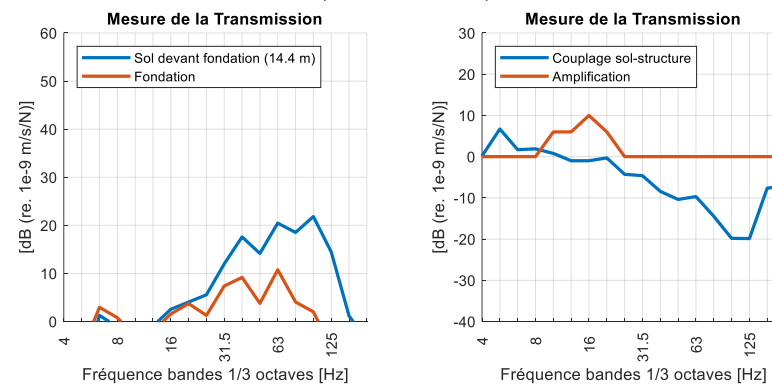 Mesure de la Transmission
60
50
40
30
20
10
0
Sol devant fondation (14.4 m)
Fondation
[dB (re. 1e-9 m/s/N)]
4
8
16
31.5
63
125
Fréquence bandes 1/3 octaves [Hz]
Mesure de la Transmission
30
20
10
0
-10
-20
-30
-40
Couplage sol-structure
Amplification
[dB (re. 1e-9 m/s/N)]
4
8
16
31.5
63
125
Fréquence bandes 1/3 octaves [Hz]